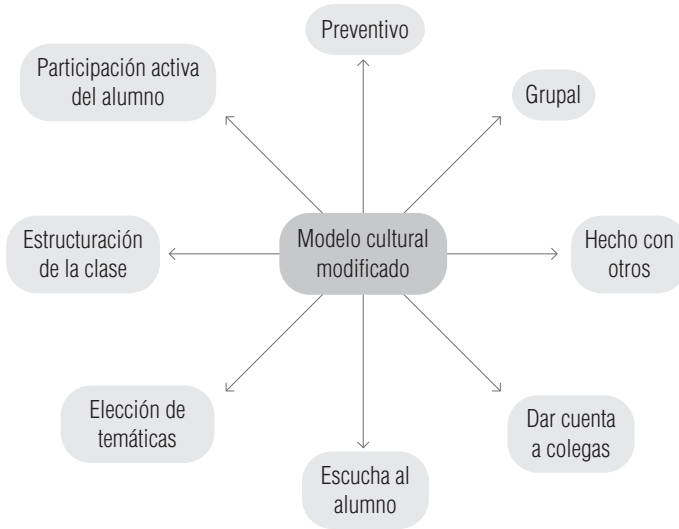 Preventivo
Participación activa
del alumno
Grupal
Estructuración
de la clase
Modelo cultural
modificado
Hecho con
otros
Elección de
temáticas
Dar cuenta
a colegas
Escucha al
alumno